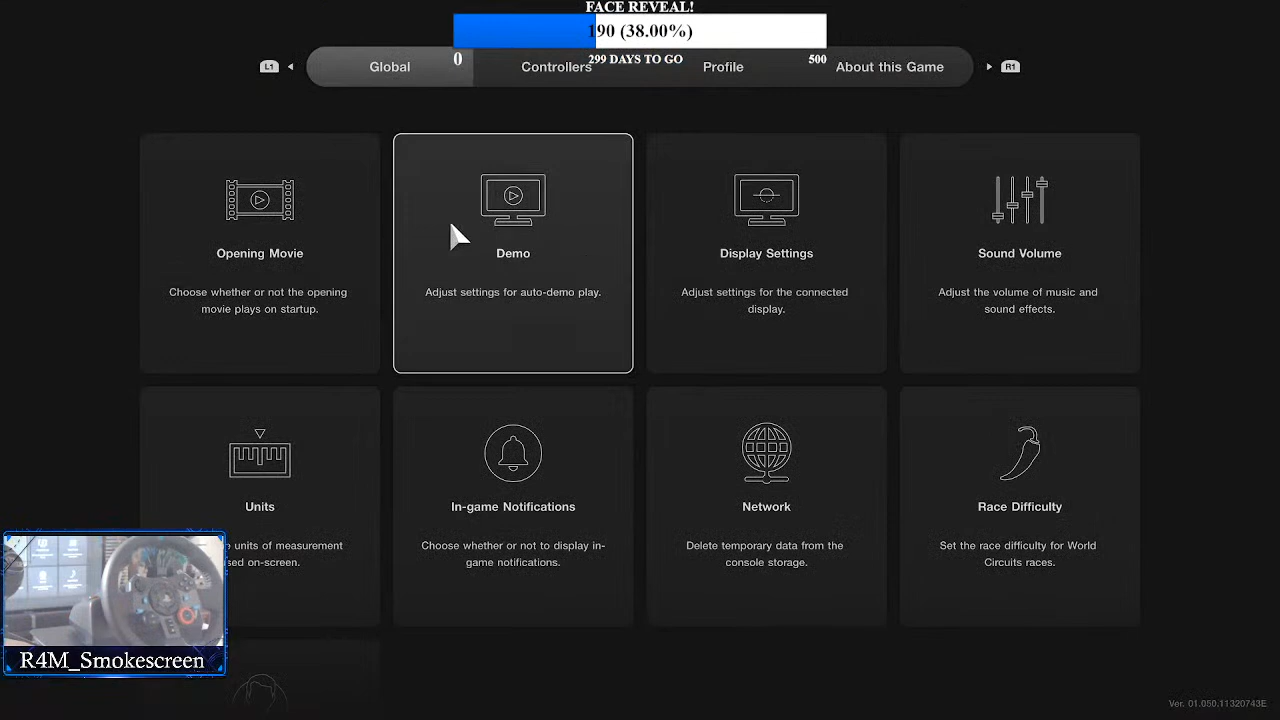 FACE REVEAL!
190 (38.00%)
0
299 DAYS TO GO
500
L1
Global
Controllers
Profile
About this Game
R1
Opening Movie
Choose whether or not the opening
movie plays on startup.
Demo
Adjust settings for auto-demo play.
Display Settings
Adjust settings for the connected
display.
Sound Volume
Adjust the volume of music and
sound effects.
Units
units of measurement
on-screen.
In-game Notifications
Choose whether or not to display in-
game notifications.
Network
Delete temporary data from the
console storage.
Race Difficulty
Set the race difficulty for World
Circuits races.
R4M_Smokescreen
Ver. 01.050.11320743E